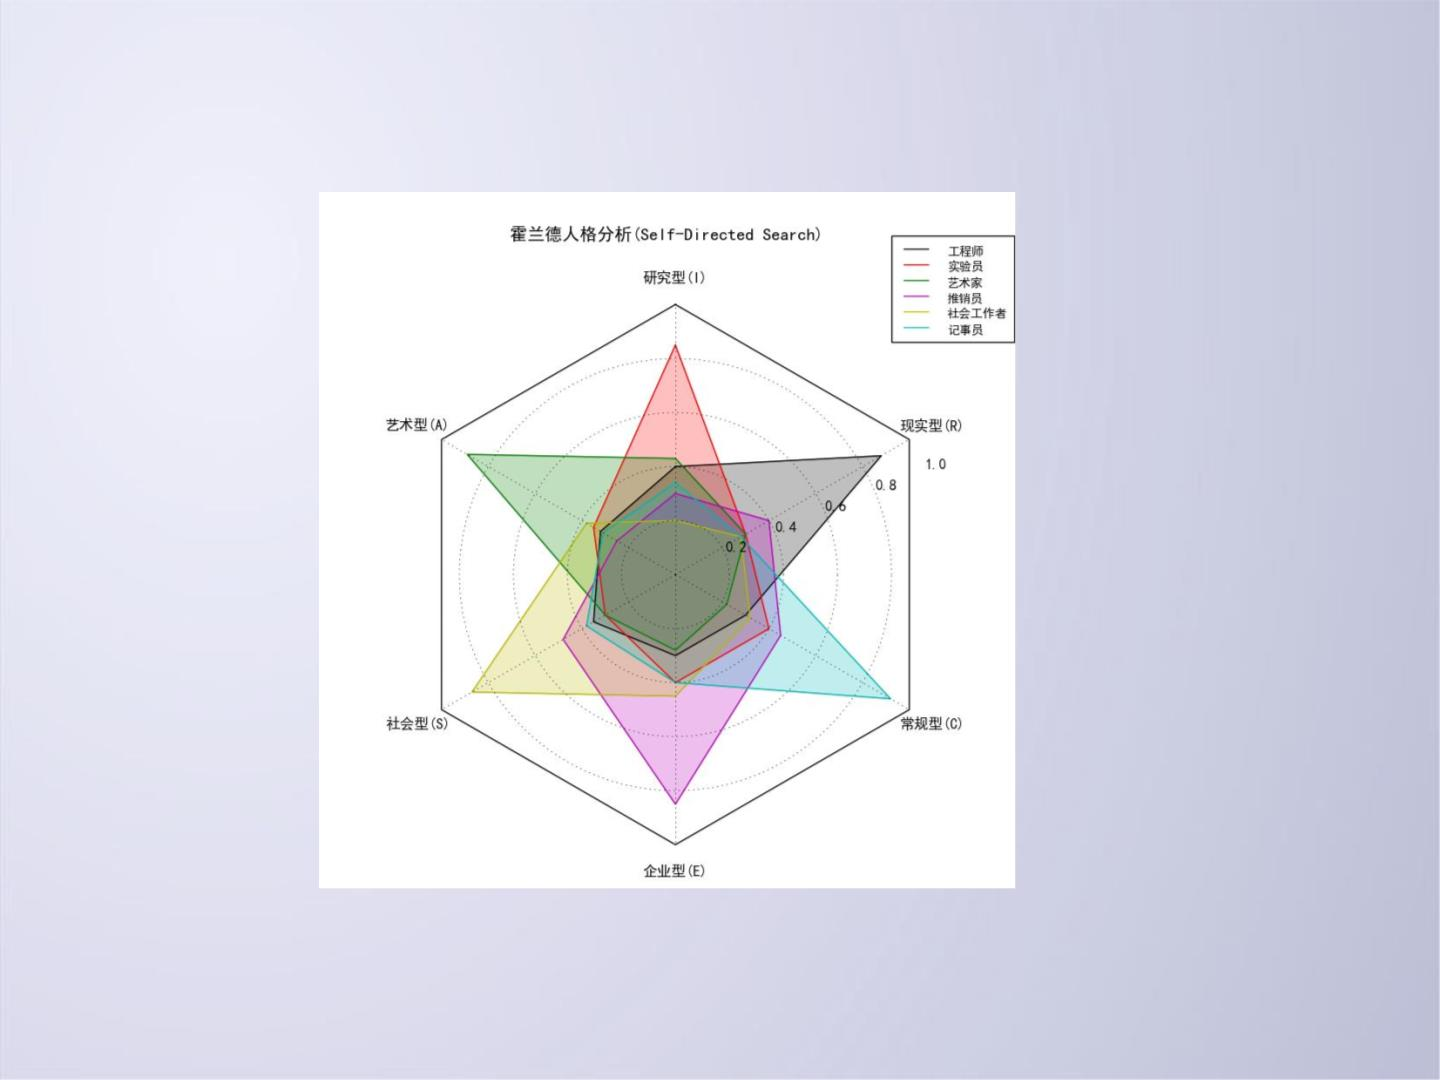 霍兰德人格分析(Self-Directed Search)
工程师
实验员
艺术家
推销员
社会工作者
记事员
研究型(I)
艺术型(A)
现实型(R)
1.0
0.8
0.6
0.4
0.2
社会型(S)
常规型(C)
企业型(E)